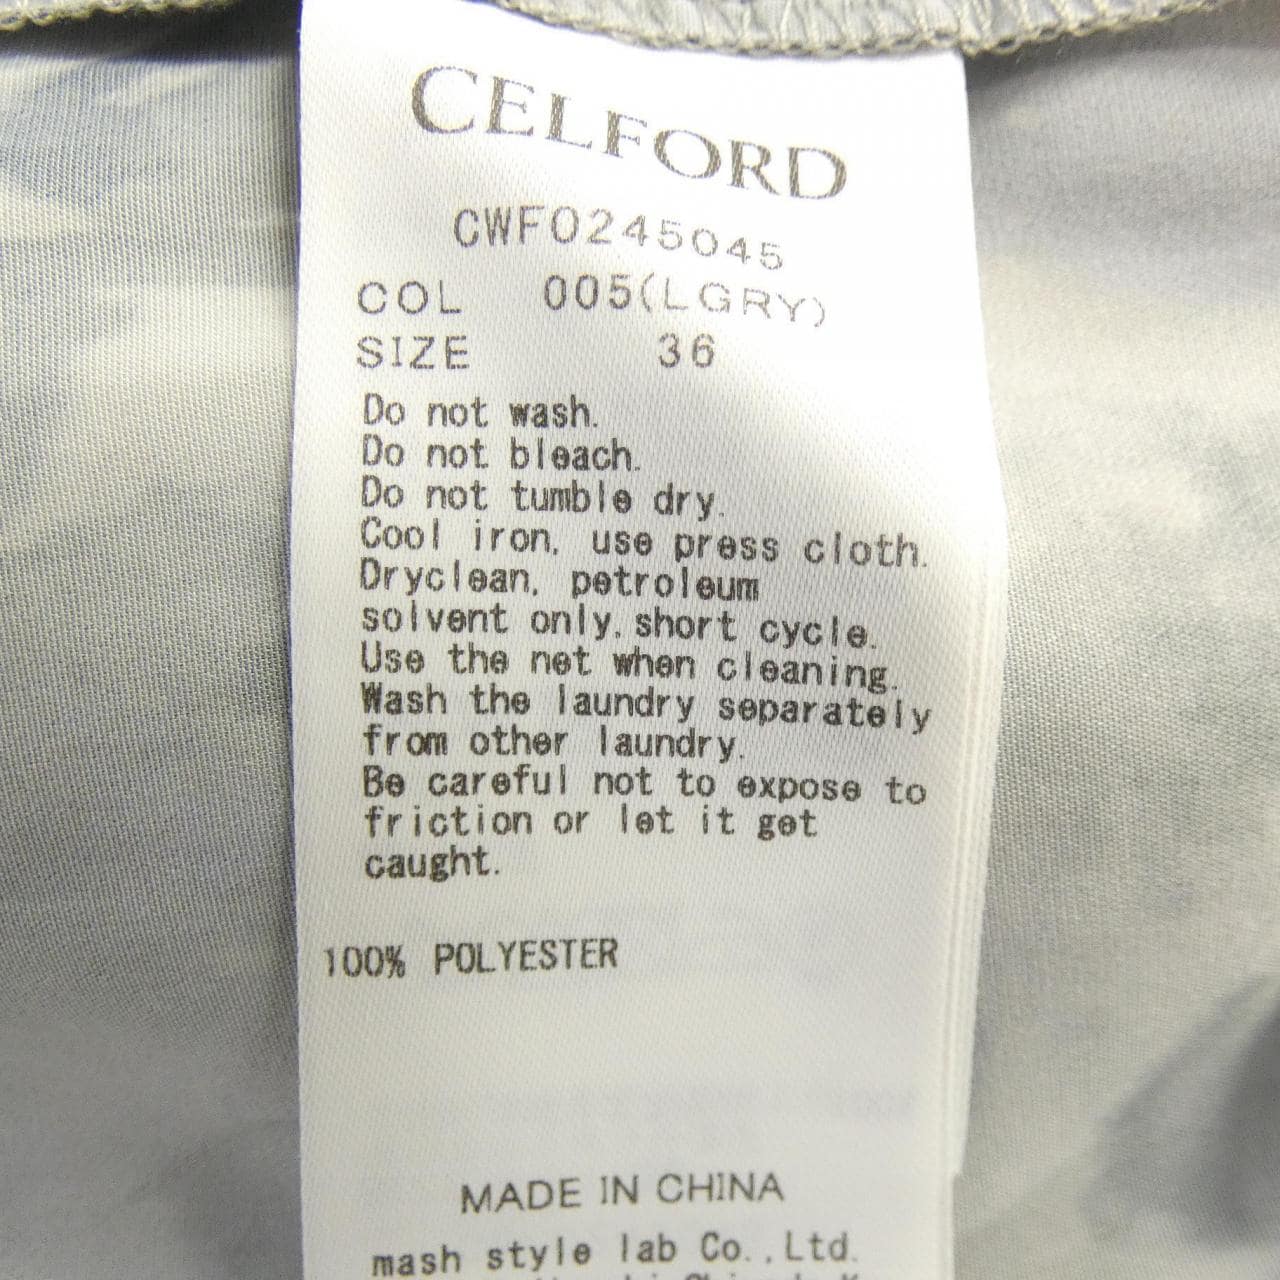 CELFORD
CWFO245045
COL 005(LGRY)
SIZE 36
Do not wash.
Do not bleach.
Do not tumble dry.
Cool iron, use press cloth.
Dryclean, petroleum
solvent only, short cycle.
Use the net when cleaning.
Wash the laundry separately
from other laundry.
Be careful not to expose to
friction or let it get
caught.
100% POLYESTER
MADE IN CHINA
mash style lab Co.,Ltd.